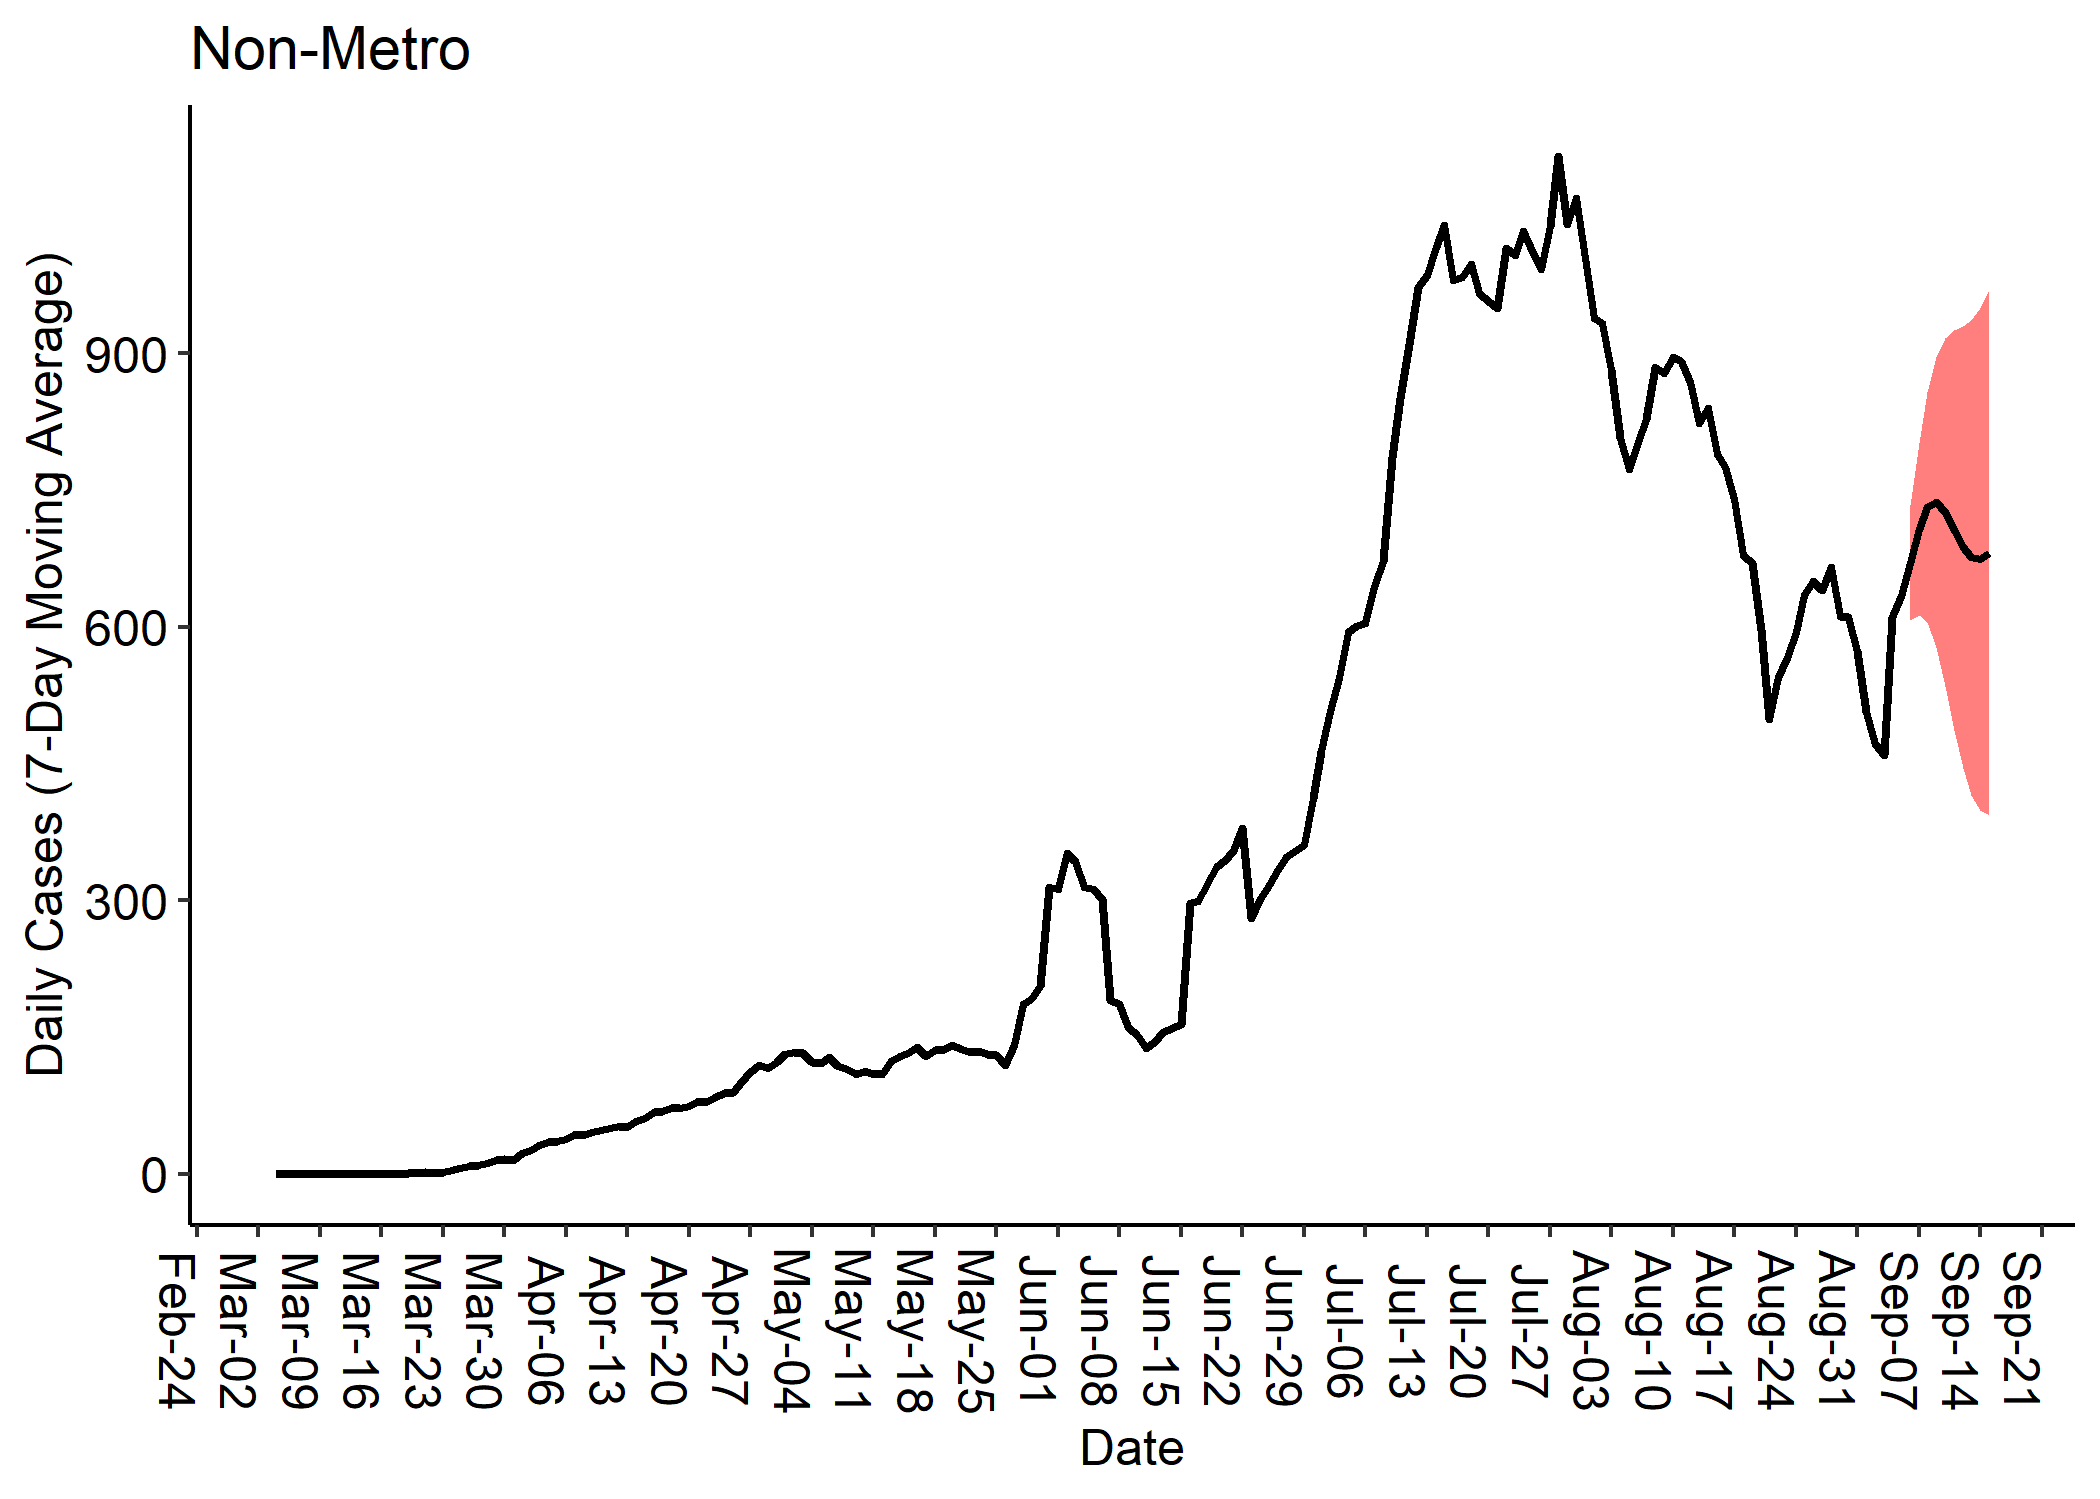 Non-Metro
Daily Cases (7-Day Moving Average)
900
600
300
0
Feb-24
Mar-02
Mar-09
Mar-16
Mar-23
Mar-30
Apr-06
Apr-13
Apr-20
Apr-27
May-04
May-11
May-18
May-25
Jun-01
Jun-08
Jun-15
Jun-22
Jun-29
Jul-06
Jul-13
Jul-20
Jul-27
Aug-03
Aug-10
Aug-17
Aug-24
Aug-31
Sep-07
Sep-14
Sep-21
Date